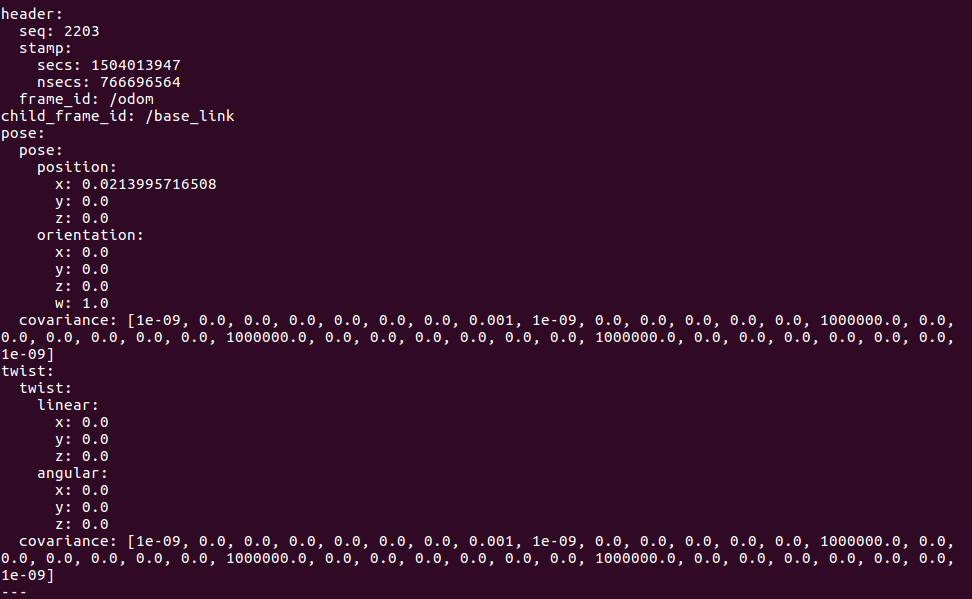 header:
  seq: 2203
  stamp:
    secs: 1504013947
    nsecs: 766696564
  frame_id: /odom
child_frame_id: /base_link
pose:
  pose:
    position:
      x: 0.0213995716508
      y: 0.0
      z: 0.0
    orientation:
      x: 0.0
      y: 0.0
      z: 0.0
      w: 1.0
  covariance: [1e-09, 0.0, 0.0, 0.0, 0.0, 0.0, 0.0, 0.001, 1e-09, 0.0, 0.0, 0.0, 0.0, 0.0, 1000000.0, 0.0,
0.0, 0.0, 0.0, 0.0, 0.0, 1000000.0, 0.0, 0.0, 0.0, 0.0, 0.0, 0.0, 1000000.0, 0.0, 0.0, 0.0, 0.0, 0.0, 0.0,
1e-09]
twist:
  twist:
    linear:
      x: 0.0
      y: 0.0
      z: 0.0
    angular:
      x: 0.0
      y: 0.0
      z: 0.0
  covariance: [1e-09, 0.0, 0.0, 0.0, 0.0, 0.0, 0.0, 0.001, 1e-09, 0.0, 0.0, 0.0, 0.0, 0.0, 1000000.0, 0.0,
0.0, 0.0, 0.0, 0.0, 0.0, 1000000.0, 0.0, 0.0, 0.0, 0.0, 0.0, 0.0, 1000000.0, 0.0, 0.0, 0.0, 0.0, 0.0, 0.0,
1e-09]
---